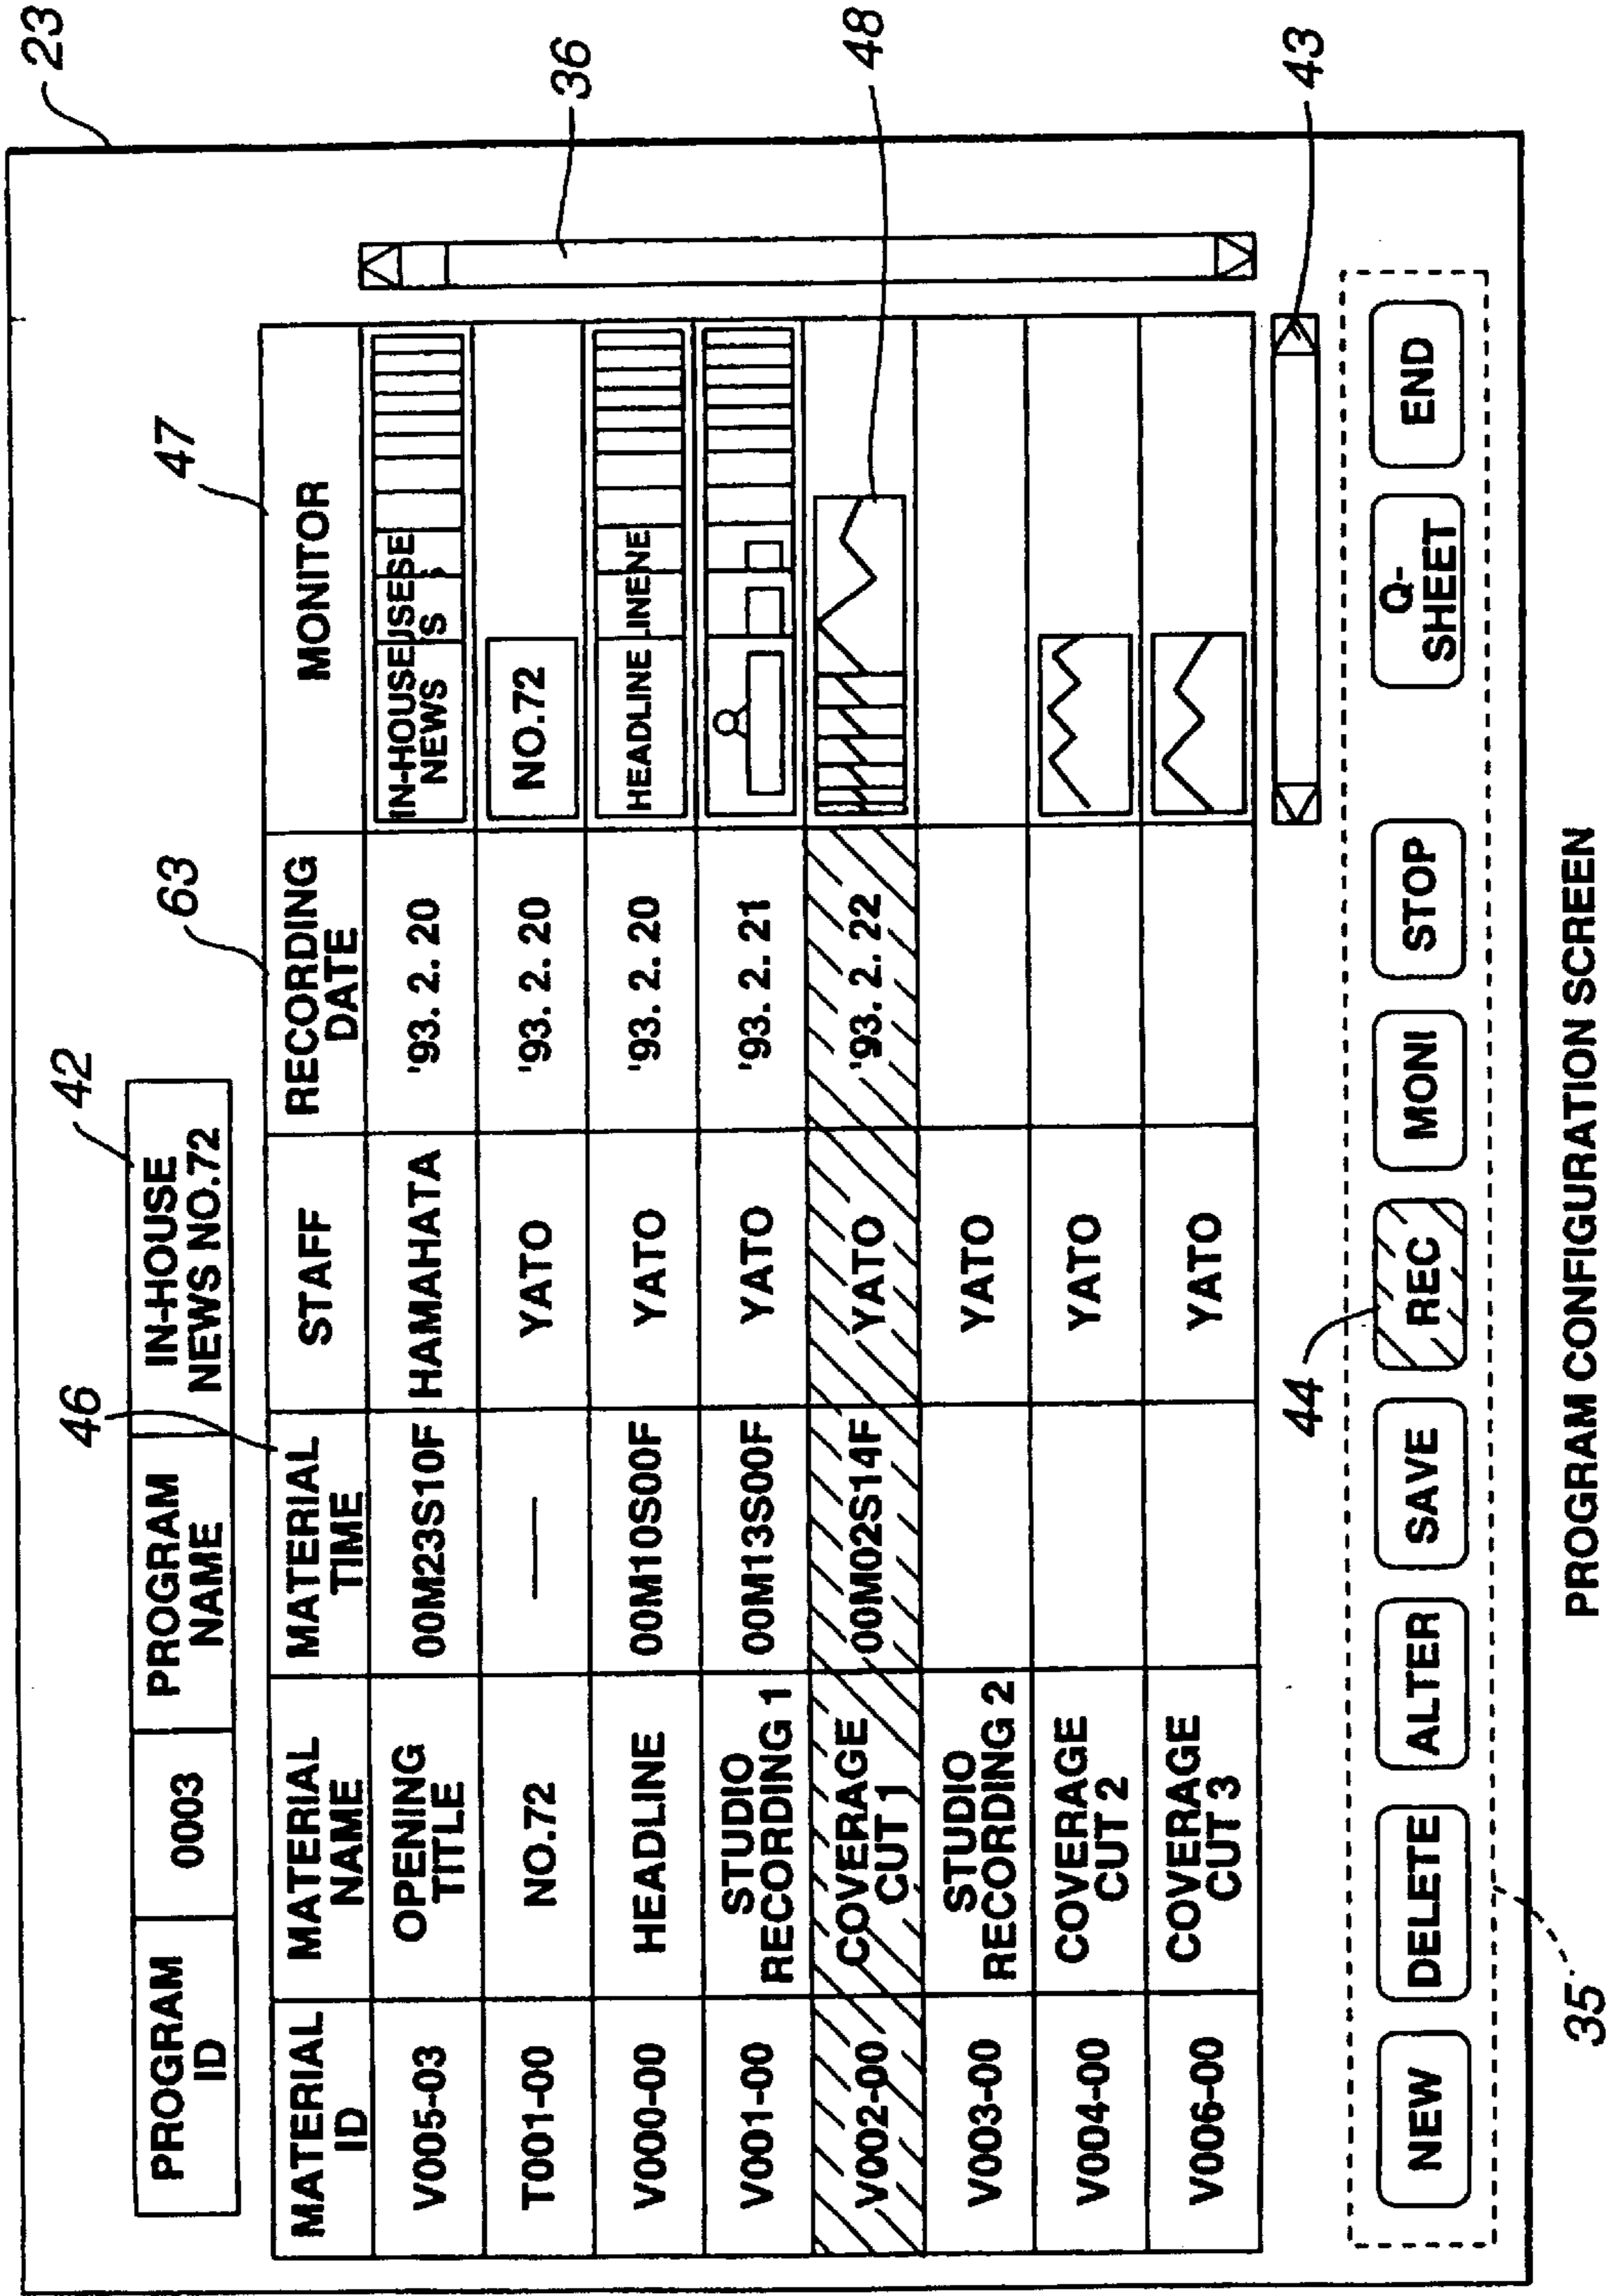 23
PROGRAM
ID
0003
PROGRAM
NAME
IN-HOUSE
NEWS NO.72
42
46
63
47
MATERIAL
ID
MATERIAL
NAME
MATERIAL
TIME
STAFF
RECORDING
DATE
MONITOR
V005-03
OPENING
TITLE
00M23S10F
HAMAHATA
'93. 2. 20
IN-HOUSE
NEWS
USE
'S
SE
T001-00
NO.72
—
YATO
'93. 2. 20
NO.72
36
V000-00
HEADLINE
00M10S00F
YATO
'93. 2. 20
HEADLINE
LINE
NE
V001-00
STUDIO
RECORDING 1
00M13S00F
YATO
'93. 2. 21
V002-00
COVERAGE
CUT 1
00M02S14F
YATO
'93. 2. 22
48
V003-00
STUDIO
RECORDING 2
YATO
V004-00
COVERAGE
CUT 2
YATO
V006-00
COVERAGE
CUT 3
YATO
43
44
NEW
DELETE
ALTER
SAVE
REC
MONI
STOP
Q-
SHEET
END
35
PROGRAM CONFIGURATION SCREEN